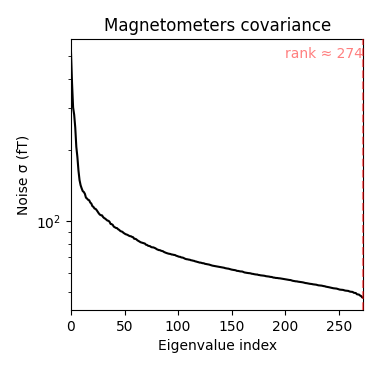 Magnetometers covariance
rank ≈ 274
Noise σ (fT)
10²
0 50 100 150 200 250
Eigenvalue index